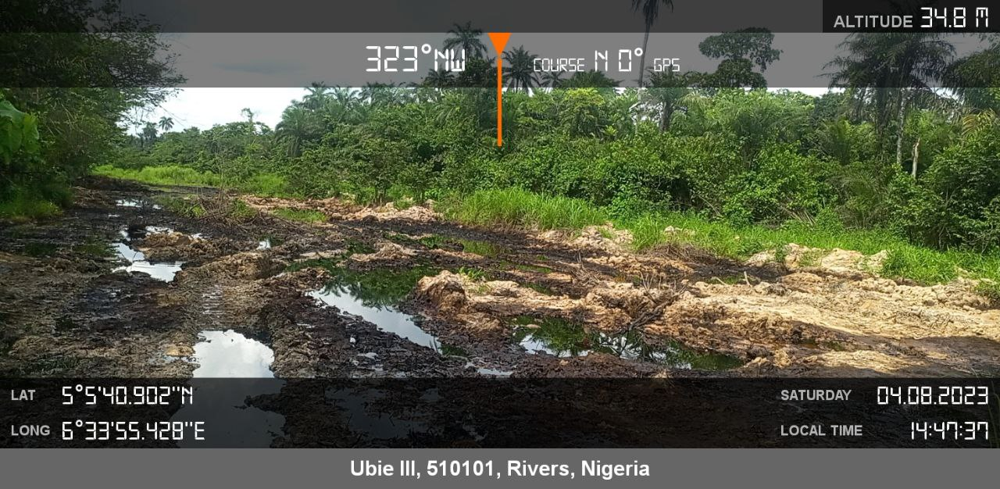 ALTITUDE 34.8 M
323°NW COURSE N 0° GPS
LAT 5°5'40.902"N
LONG 6°33'55.428"E
SATURDAY 04.08.2023
LOCAL TIME 14:47:37
Ubie III, 510101, Rivers, Nigeria